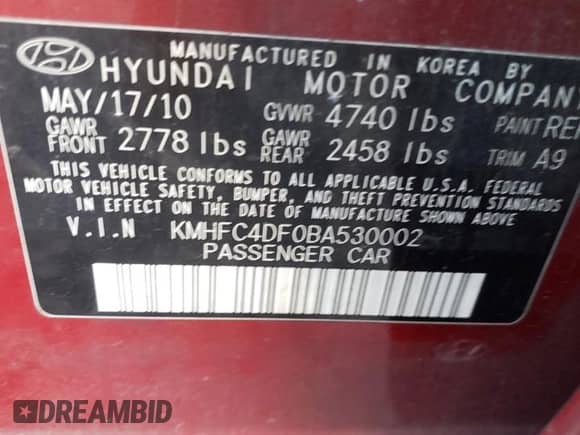 MANUFACTURED IN KOREA BY
HYUNDAI MOTOR COMPAN
MAY/17/10 GVWR 4740 lbs PAINT RE
GAWR FRONT 2778 lbs GAWR REAR 2458 lbs TRIM A9
THIS VEHICLE CONFORMS TO ALL APPLICABLE U.S.A. FEDERAL
MOTOR VEHICLE SAFETY, BUMPER, AND THEFT PREVENTION STANDARDS
IN EFFECT ON THE DATE OF MANUFACTURE SHOWN ABOVE
V.I.N KMHFC4DF0BA530002
PASSENGER CAR
DREAMBID